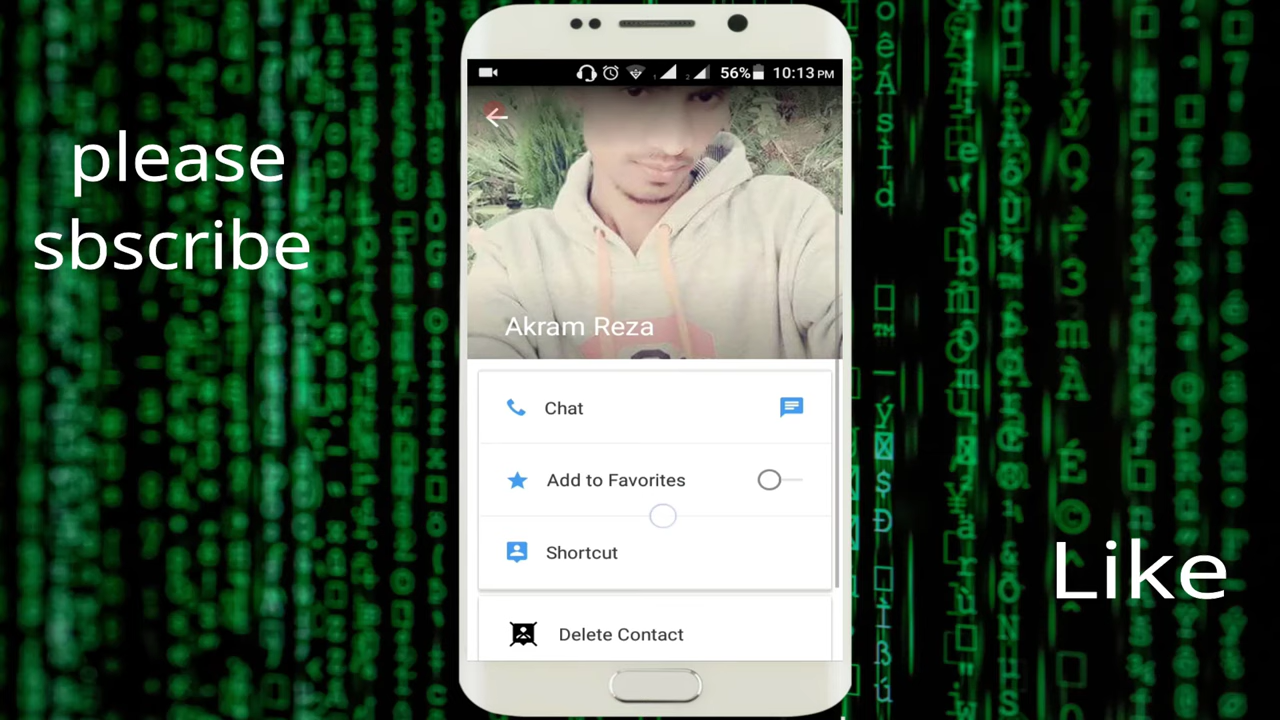 please
sbscribe
56%
10:13 PM
Akram Reza
Chat
Add to Favorites
Shortcut
Delete Contact
Like